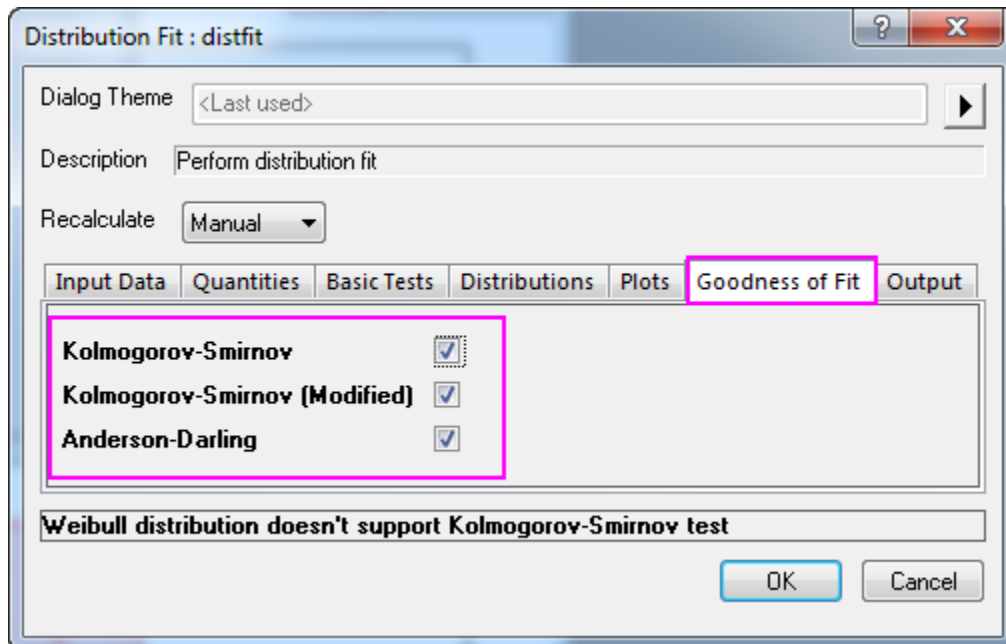 Distribution Fit : distfit
?
Dialog Theme <Last used>
Description Perform distribution fit
Recalculate Manual
Input Data Quantities Basic Tests Distributions Plots Goodness of Fit Output
Kolmogorov-Smirnov
Kolmogorov-Smirnov (Modified)
Anderson-Darling
Weibull distribution doesn't support Kolmogorov-Smirnov test
OK Cancel